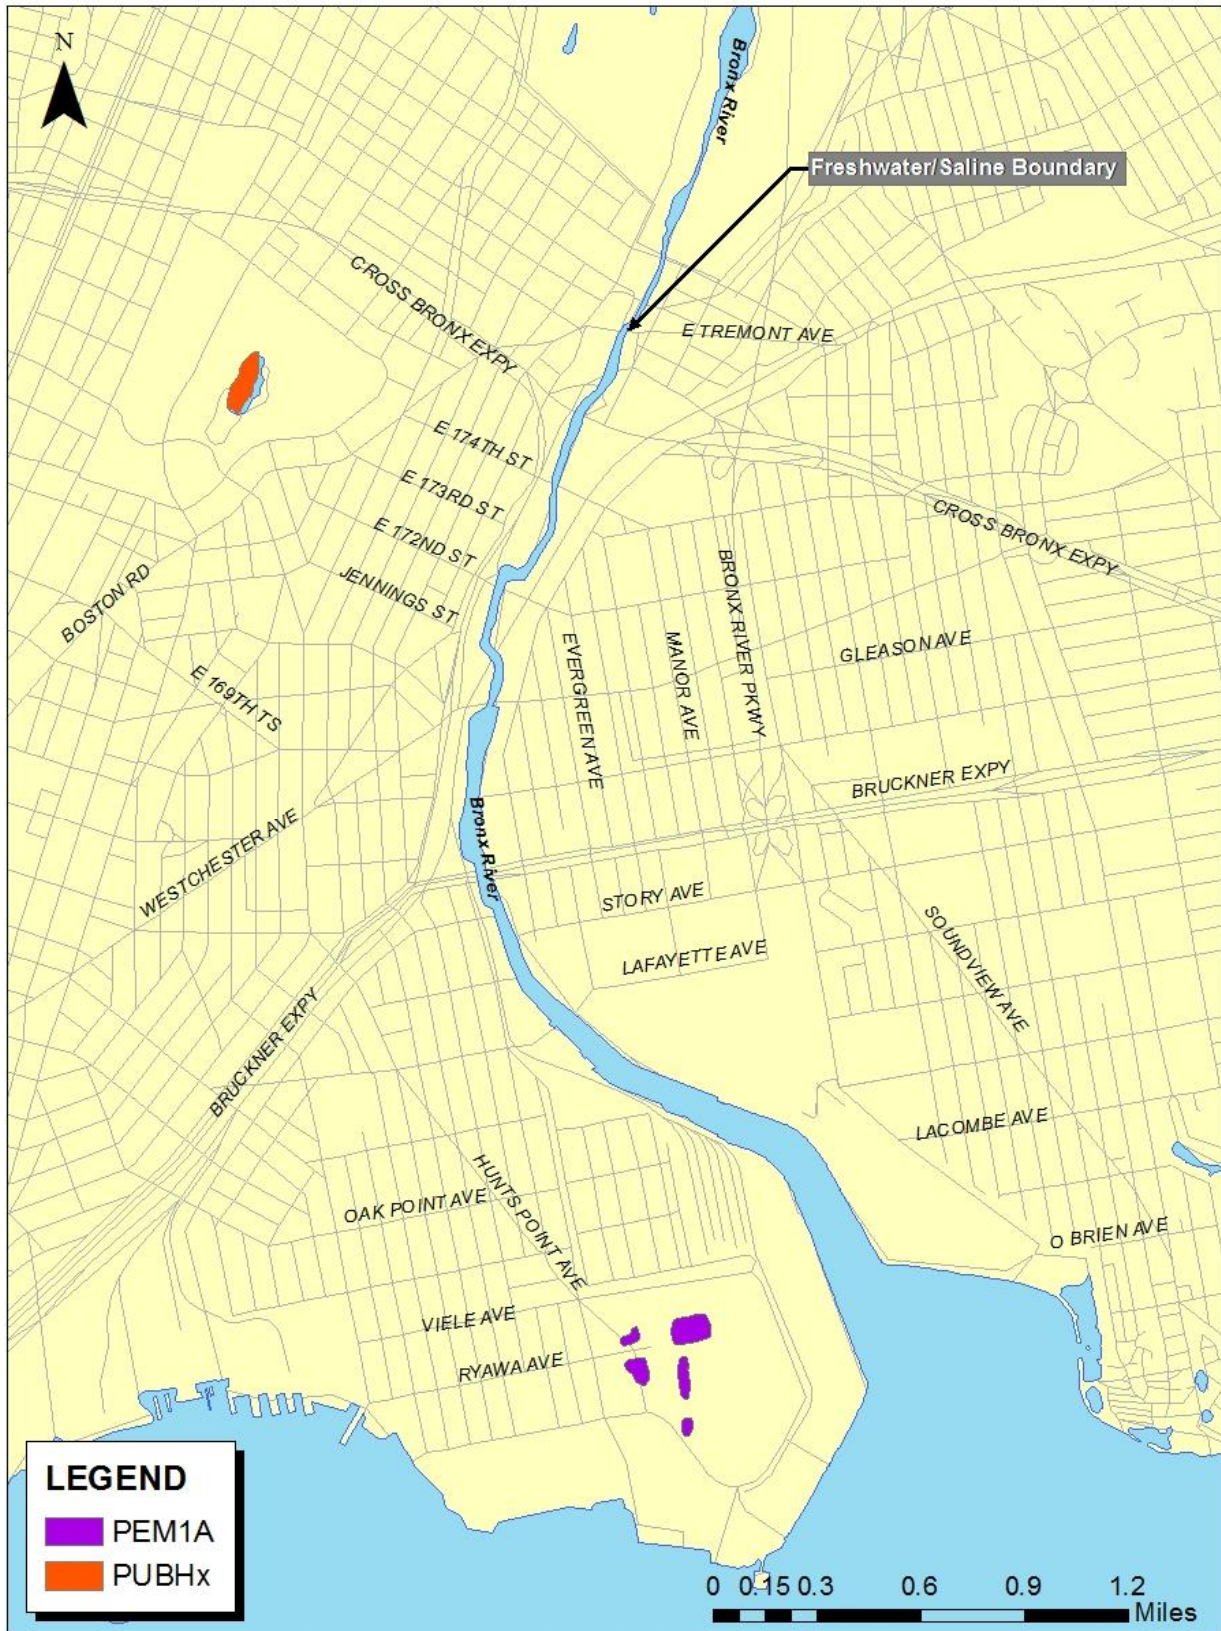 N
Bronx River
Freshwater/Saline Boundary
CROSS BRONX EXPY
E TREMONT AVE
E 174TH ST
E 173RD ST
CROSS BRONX EXPY
E 172ND ST
BRONX RIVER PKWY
JENNINGS ST
BOSTON RD
EVERGREEN AVE
MANOR AVE
GLEASON AVE
E 169TH TS
BRUCKNER EXPY
Bronx River
WESTCHESTER AVE
STORY AVE
SOUNDVIEW AVE
LAFAYETTE AVE
BRUCKNER EXPY
LACOMBE AVE
HUNTS POINT AVE
OAK POINT AVE
O BRIEN AVE
VIELE AVE
RYAWA AVE
LEGEND
PEM1A
PUBHx
0 0.15 0.3 0.6 0.9 1.2
Miles